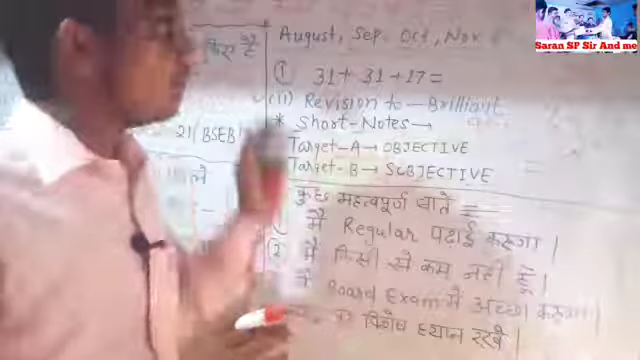 Saran SP Sir And me
August, Sep. Oct, Nov
① 31 + 31 + 17 =
(ii) Revision to — Brilliant
* Short-Notes →
Target-A → OBJECTIVE
Target-B → SUBJECTIVE
21(BSEB)
कुछ महत्वपूर्ण बातें
① मैं Regular पढाई करूगा |
② मैं किसी से कम नहीं हूँ |
मैं Board Exam में अच्छा करूगा |
विशेष ध्यान रखें |